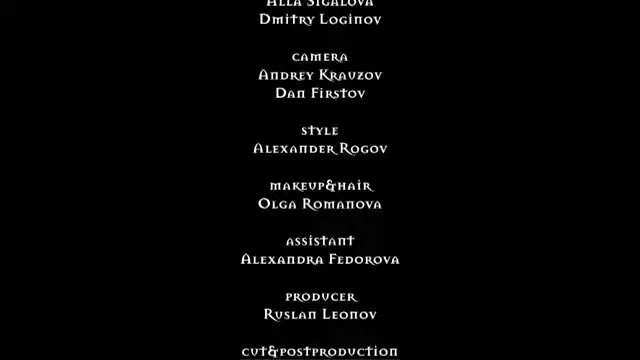 Alla Sigalova
Dmitry Loginov
camera
Andrey Krauzov
Dan Firstov
style
Alexander Rogov
makeup&hair
Olga Romanova
assistant
Alexandra Fedorova
producer
Ruslan Leonov
cut&postproduction